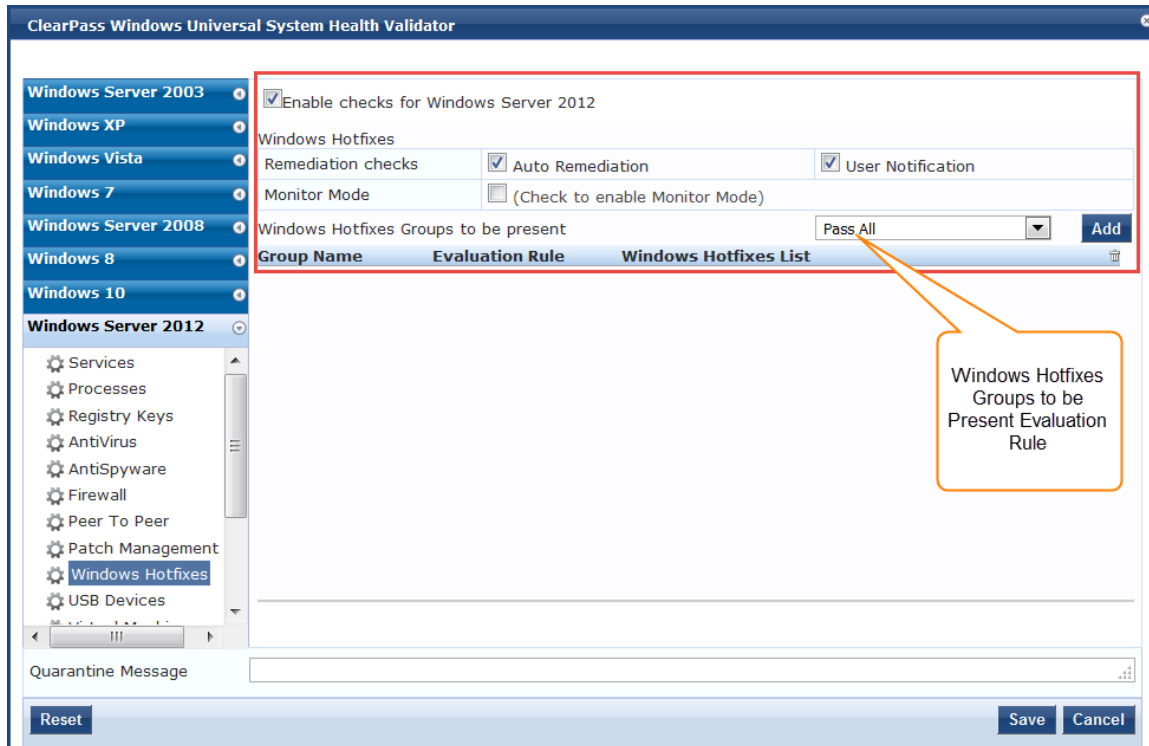 ClearPass Windows Universal System Health Validator
Windows Server 2003
Windows XP
Windows Vista
Windows 7
Windows Server 2008
Windows 8
Windows 10
Windows Server 2012
Services
Processes
Registry Keys
AntiVirus
AntiSpyware
Firewall
Peer To Peer
Patch Management
Windows Hotfixes
USB Devices
Enable checks for Windows Server 2012
Windows Hotfixes
Remediation checks Auto Remediation User Notification
Monitor Mode (Check to enable Monitor Mode)
Windows Hotfixes Groups to be present Pass All Add
Group Name Evaluation Rule Windows Hotfixes List
Windows Hotfixes
Groups to be
Present Evaluation
Rule
Quarantine Message
Reset Save Cancel